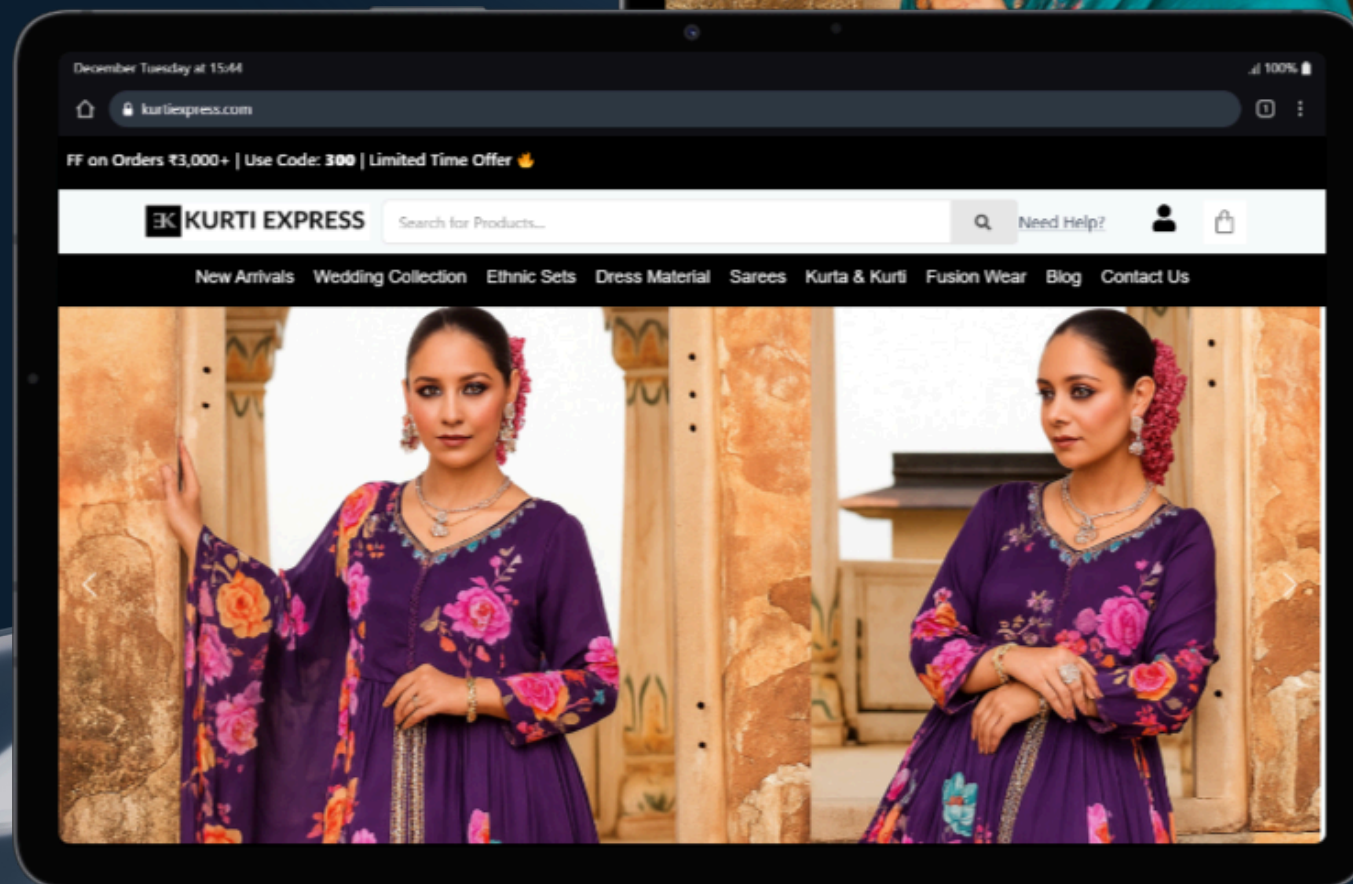 December Tuesday at 15:44
100%
kurtiexpress.com
1
FF on Orders ₹3,000+ | Use Code: 300 | Limited Time Offer 🔥
EK KURTI EXPRESS
Search for Products...
Need Help?
New Arrivals Wedding Collection Ethnic Sets Dress Material Sarees Kurta & Kurti Fusion Wear Blog Contact Us